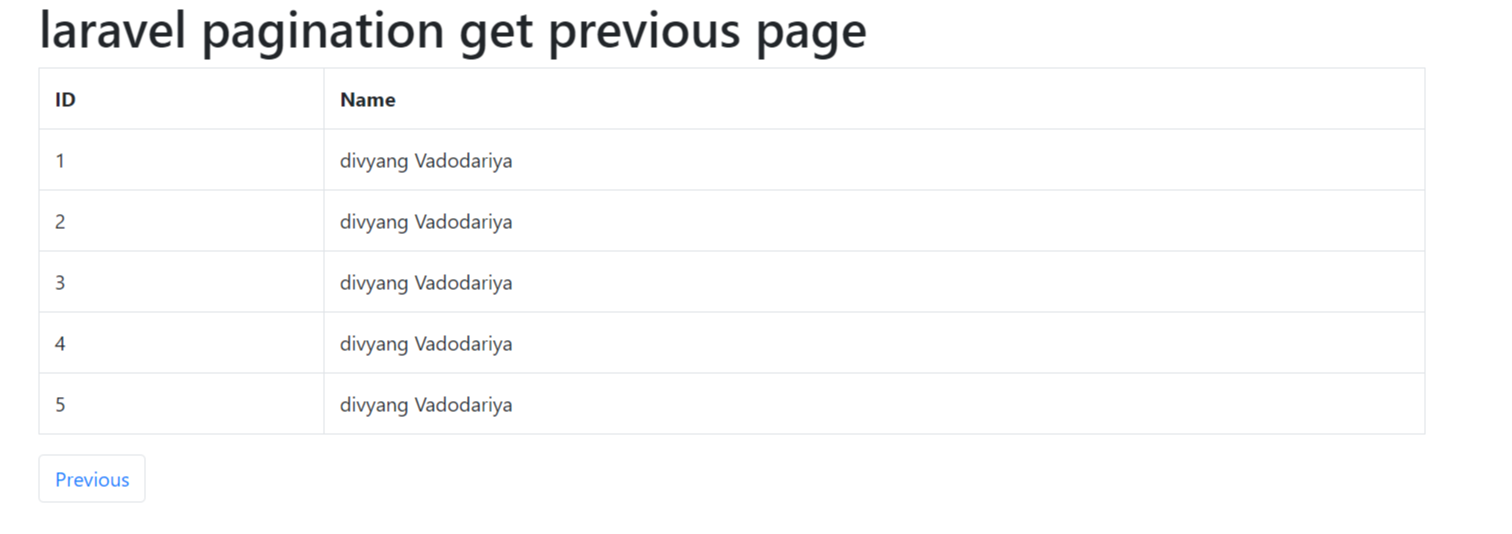 laravel pagination get previous page
ID Name
1 divyang Vadodariya
2 divyang Vadodariya
3 divyang Vadodariya
4 divyang Vadodariya
5 divyang Vadodariya
Previous